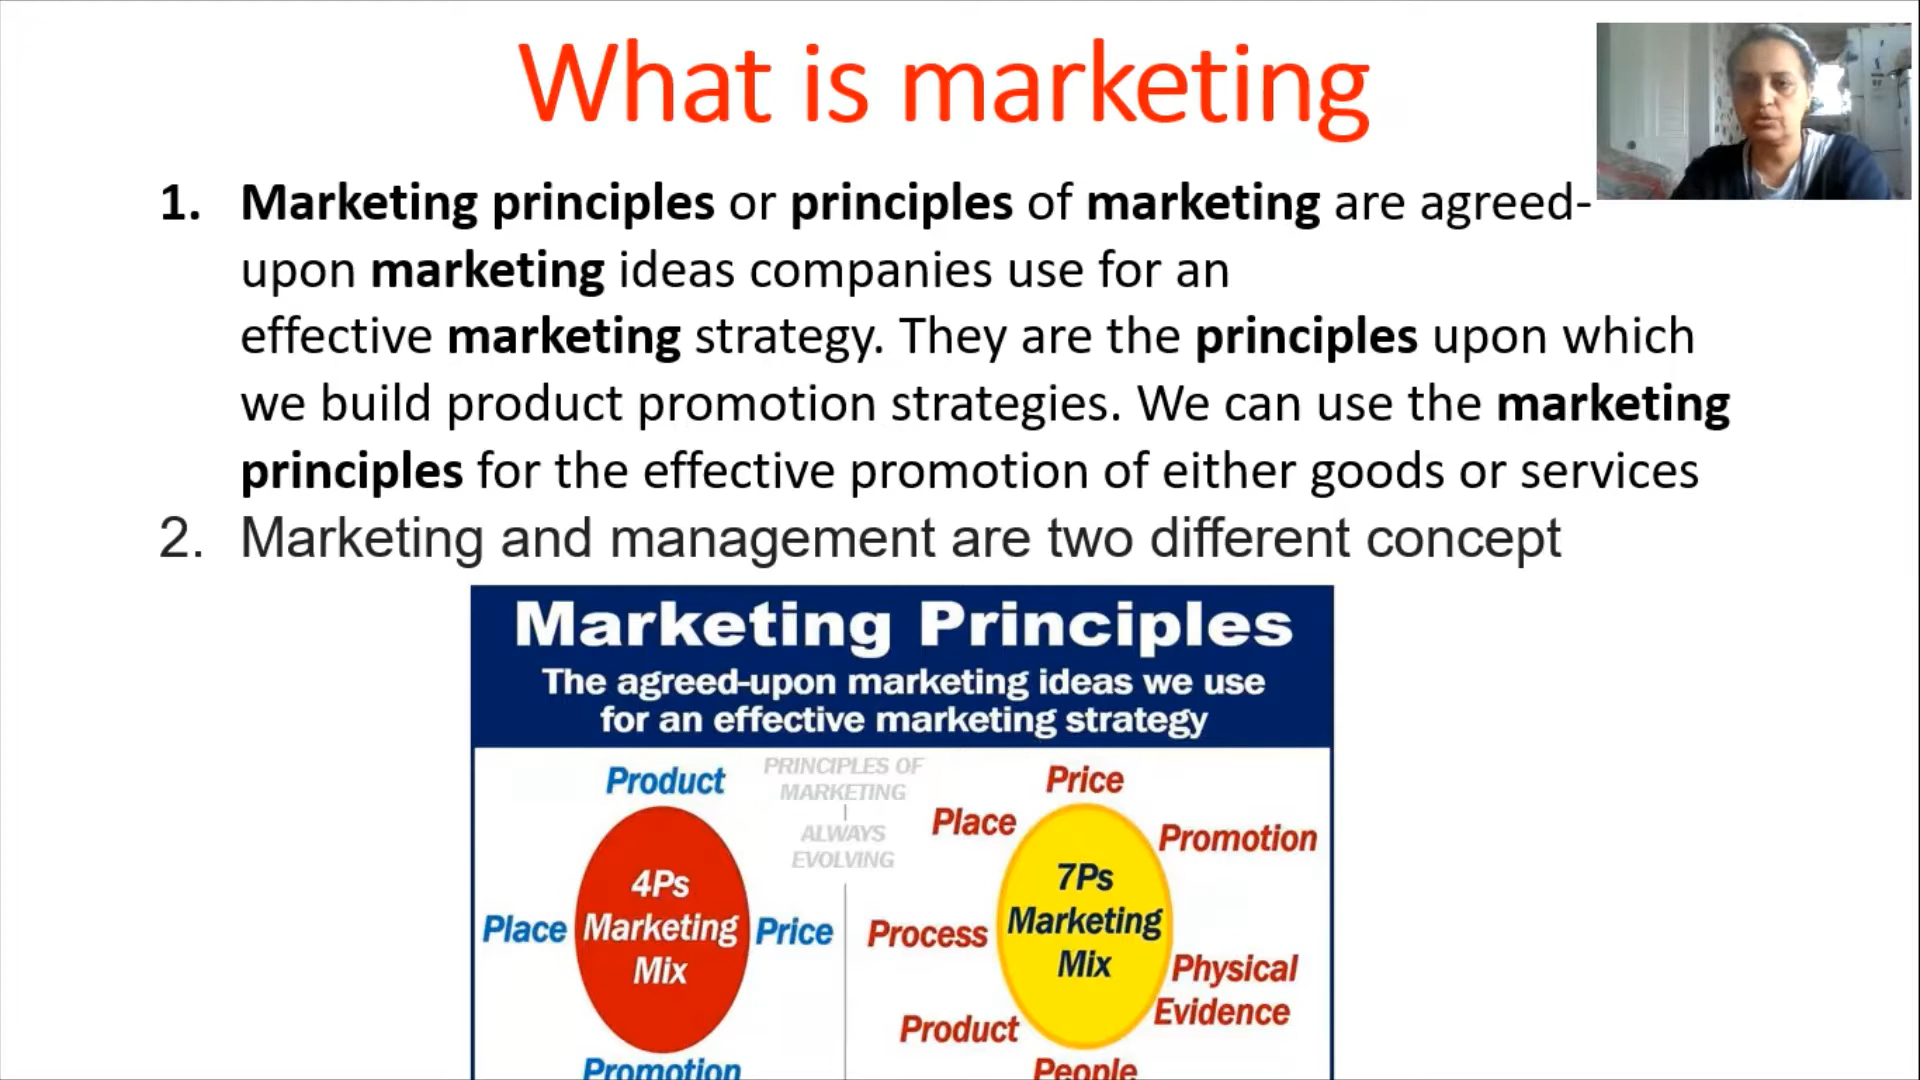 What is marketing
1. Marketing principles or principles of marketing are agreed-
upon marketing ideas companies use for an
effective marketing strategy. They are the principles upon which
we build product promotion strategies. We can use the marketing
principles for the effective promotion of either goods or services
2. Marketing and management are two different concept
Marketing Principles
The agreed-upon marketing ideas we use
for an effective marketing strategy
Product
Place
4Ps
Marketing
Mix
Price
Promotion
PRINCIPLES OF
MARKETING
ALWAYS
EVOLVING
Price
Place
Promotion
7Ps
Marketing
Mix
Process
Physical
Evidence
Product
People